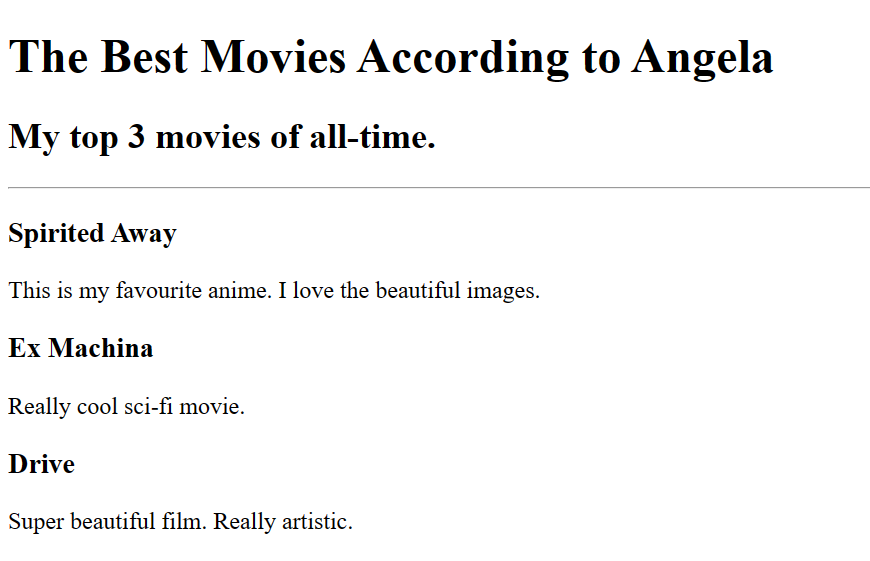 The Best Movies According to Angela
My top 3 movies of all-time.
Spirited Away
This is my favourite anime. I love the beautiful images.
Ex Machina
Really cool sci-fi movie.
Drive
Super beautiful film. Really artistic.